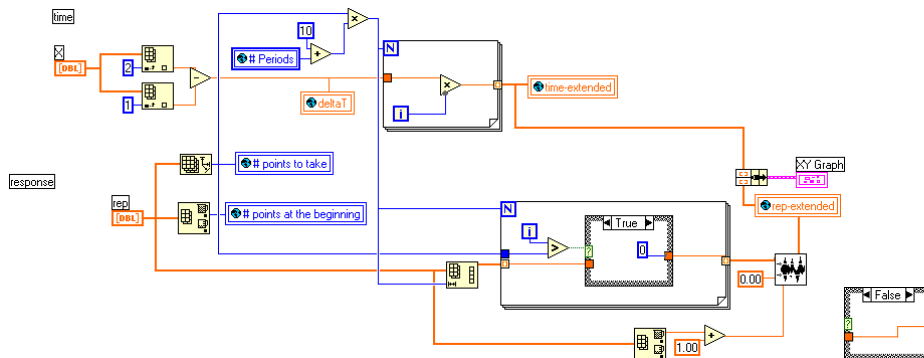 time
X
DBL
2
1
10
# Periods
N
i
deltaT
time-extended
# points to take
response
rep
DBL
# points at the beginning
XY Graph
rep-extended
N
i
True
?
0
0.00
1.00
False
?